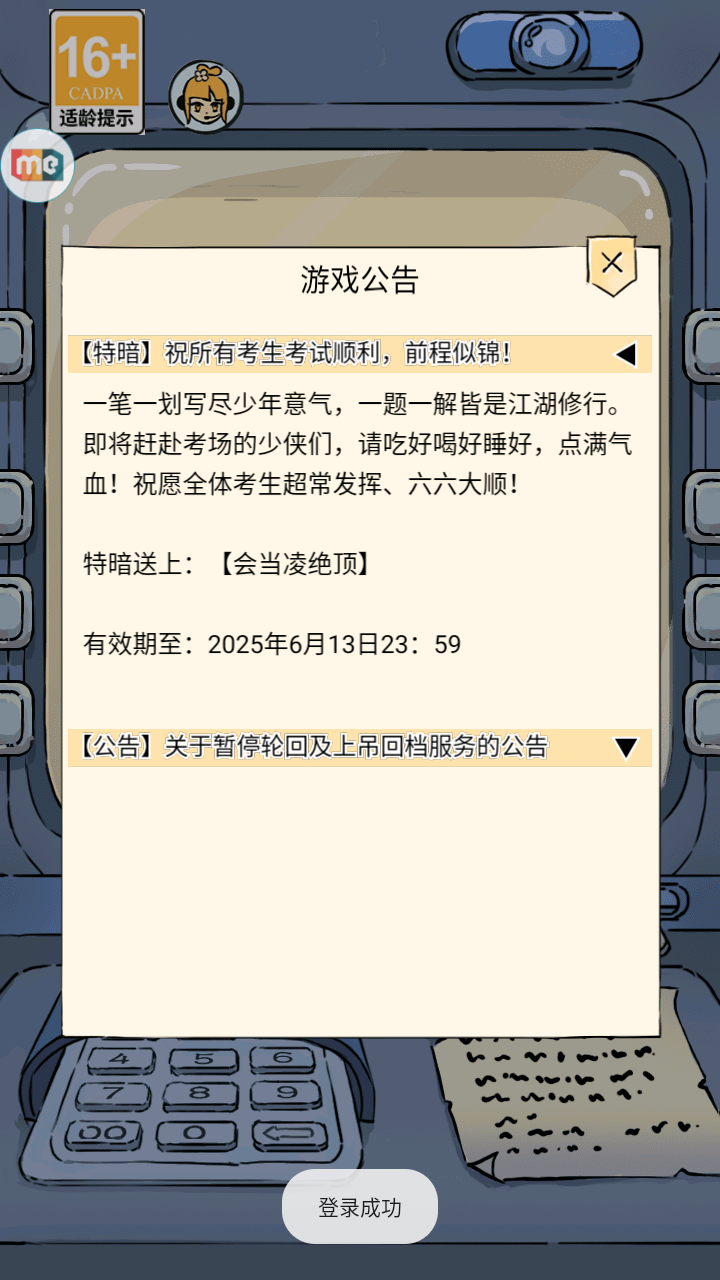 16+
CADPA
适龄提示
me
游戏公告
【特暗】祝所有考生考试顺利，前程似锦！
一笔一划写尽少年意气，一题一解皆是江湖修行。
即将赶赴考场的少侠们，请吃好喝好睡好，点满气
血！祝愿全体考生超常发挥、六六大顺！
特暗送上：【会当凌绝顶】
有效期至：2025年6月13日23：59
【公告】关于暂停轮回及上吊回档服务的公告
4 5 6
7 8 9
00 0
登录成功